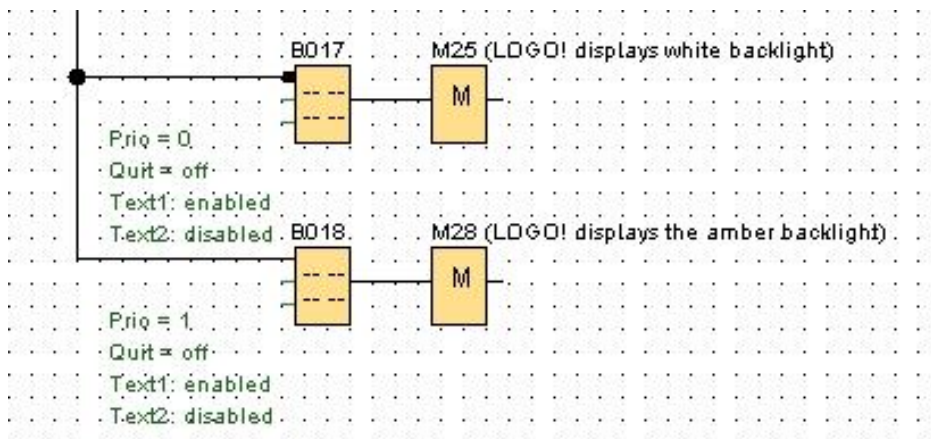 B017
M25 (LOGO! displays white backlight)
M
Prio = 0
Quit = off
Text1: enabled
Text2: disabled
B018
M28 (LOGO! displays the amber backlight)
M
Prio = 1
Quit = off
Text1: enabled
Text2: disabled